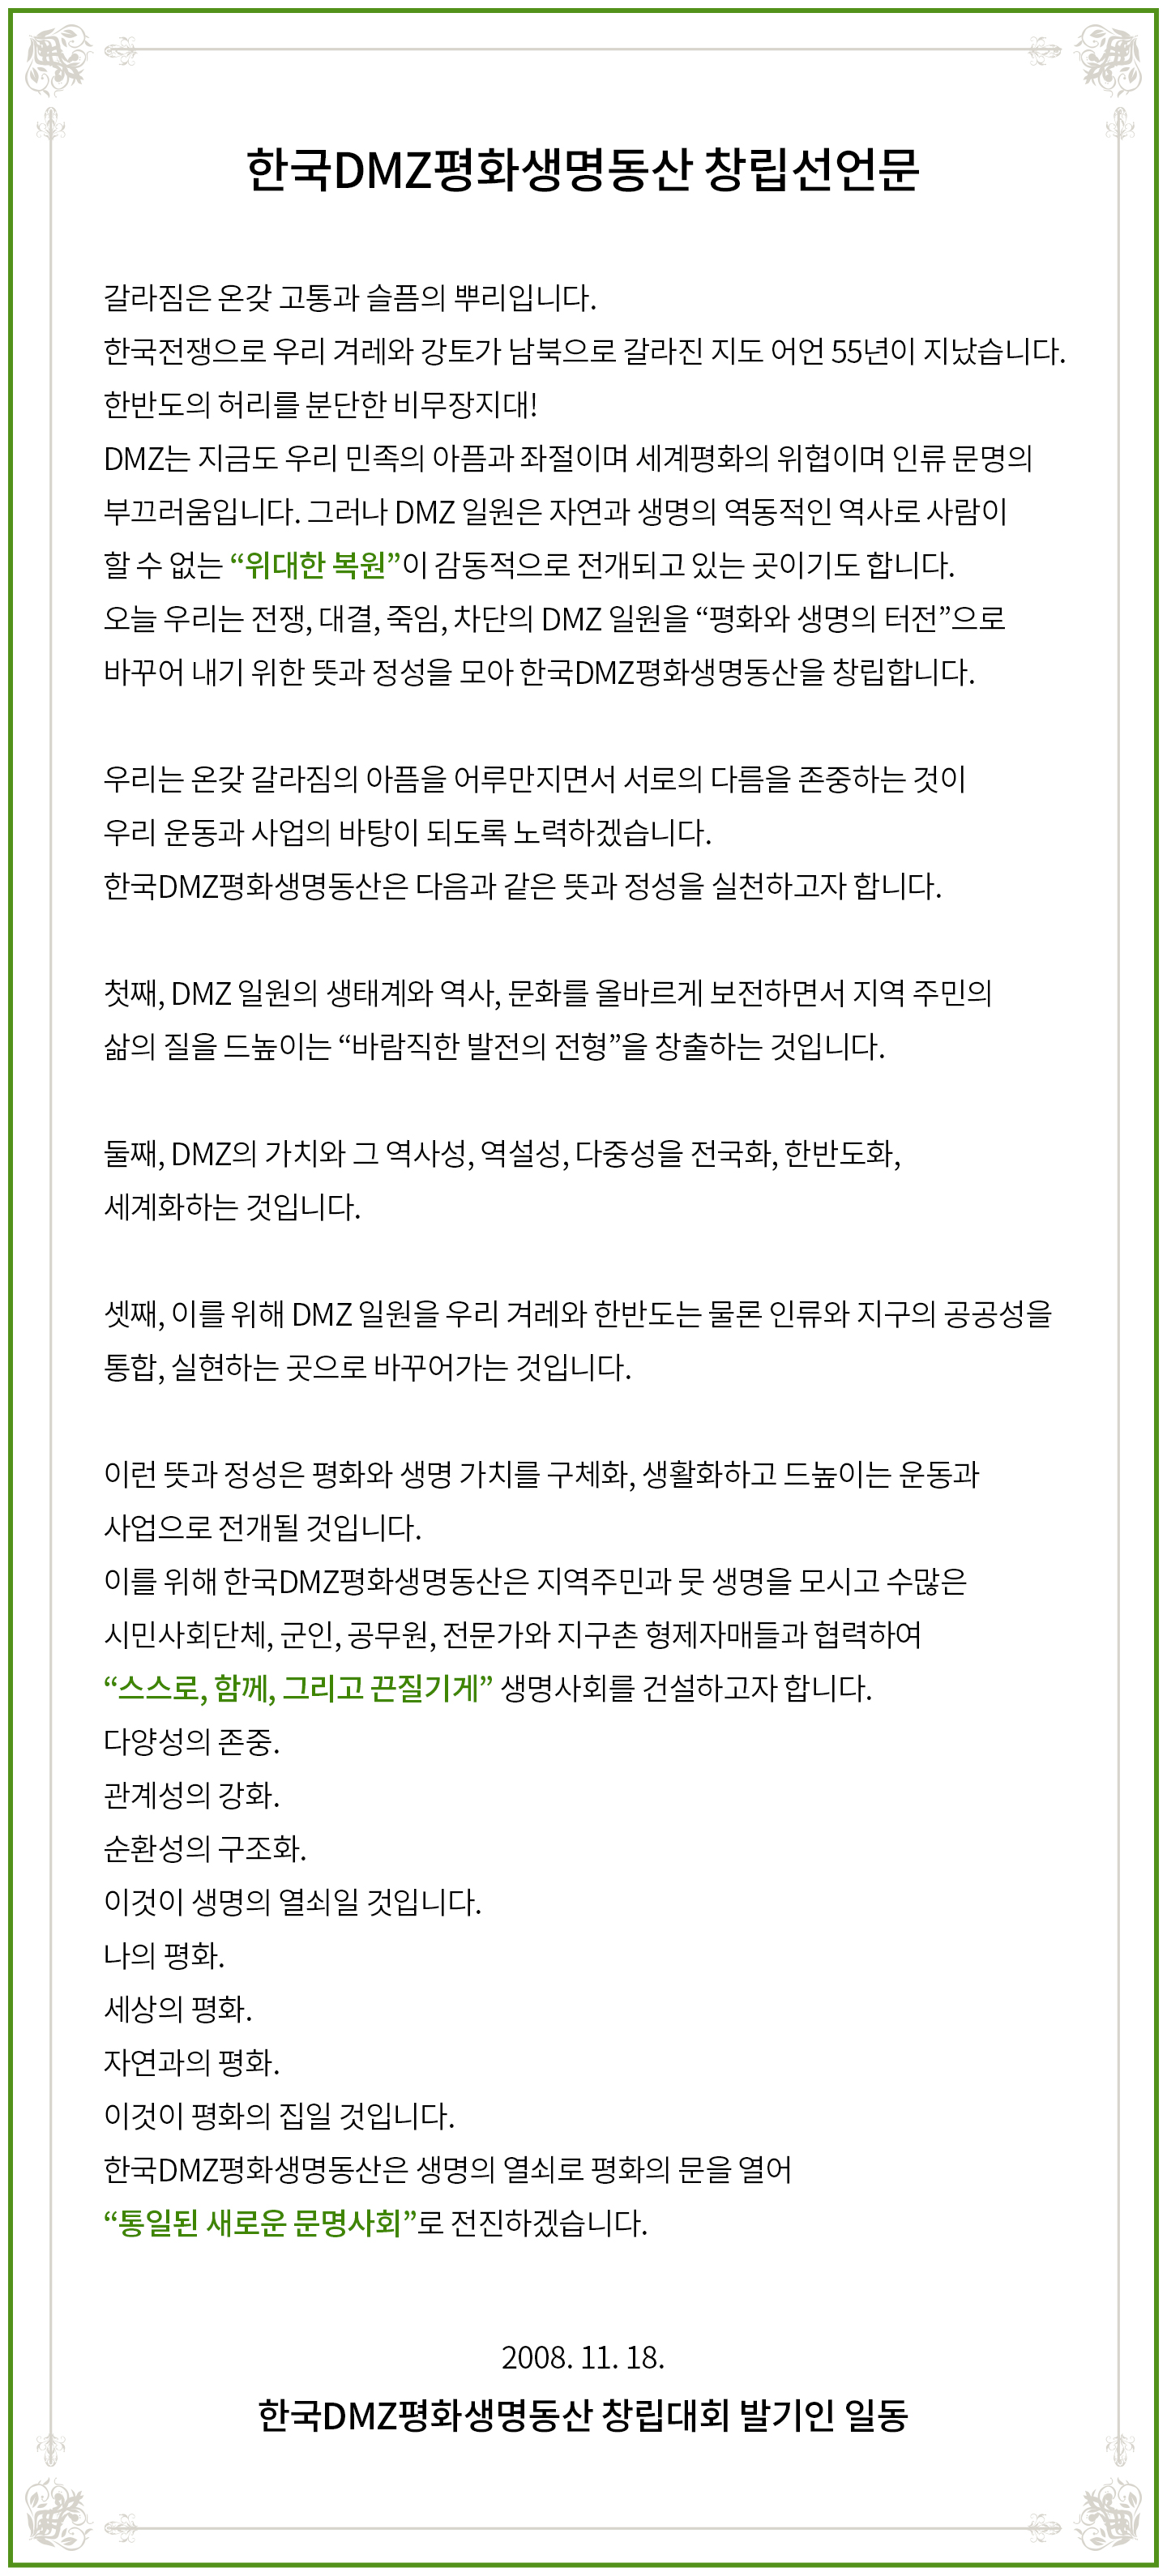 한국DMZ평화생명동산 창립선언문
갈라짐은 온갖 고통과 슬픔의 뿌리입니다.
한국전쟁으로 우리 겨레와 강토가 남북으로 갈라진 지도 어언 55년이 지났습니다.
한반도의 허리를 분단한 비무장지대!
DMZ는 지금도 우리 민족의 아픔과 좌절이며 세계평화의 위협이며 인류 문명의
부끄러움입니다. 그러나 DMZ 일원은 자연과 생명의 역동적인 역사로 사람이
할 수 없는 “위대한 복원”이 감동적으로 전개되고 있는 곳이기도 합니다.
오늘 우리는 전쟁, 대결, 죽임, 차단의 DMZ 일원을 “평화와 생명의 터전”으로
바꾸어 내기 위한 뜻과 정성을 모아 한국DMZ평화생명동산을 창립합니다.
우리는 온갖 갈라짐의 아픔을 어루만지면서 서로의 다름을 존중하는 것이
우리 운동과 사업의 바탕이 되도록 노력하겠습니다.
한국DMZ평화생명동산은 다음과 같은 뜻과 정성을 실천하고자 합니다.
첫째, DMZ 일원의 생태계와 역사, 문화를 올바르게 보전하면서 지역 주민의
삶의 질을 드높이는 “바람직한 발전의 전형”을 창출하는 것입니다.
둘째, DMZ의 가치와 그 역사성, 역설성, 다중성을 전국화, 한반도화,
세계화하는 것입니다.
셋째, 이를 위해 DMZ 일원을 우리 겨레와 한반도는 물론 인류와 지구의 공공성을
통합, 실현하는 곳으로 바꾸어가는 것입니다.
이런 뜻과 정성은 평화와 생명 가치를 구체화, 생활화하고 드높이는 운동과
사업으로 전개될 것입니다.
이를 위해 한국DMZ평화생명동산은 지역주민과 뭇 생명을 모시고 수많은
시민사회단체, 군인, 공무원, 전문가와 지구촌 형제자매들과 협력하여
“스스로, 함께, 그리고 끈질기게” 생명사회를 건설하고자 합니다.
다양성의 존중.
관계성의 강화.
순환성의 구조화.
이것이 생명의 열쇠일 것입니다.
나의 평화.
세상의 평화.
자연과의 평화.
이것이 평화의 집일 것입니다.
한국DMZ평화생명동산은 생명의 열쇠로 평화의 문을 열어
“통일된 새로운 문명사회”로 전진하겠습니다.
2008. 11. 18.
한국DMZ평화생명동산 창립대회 발기인 일동